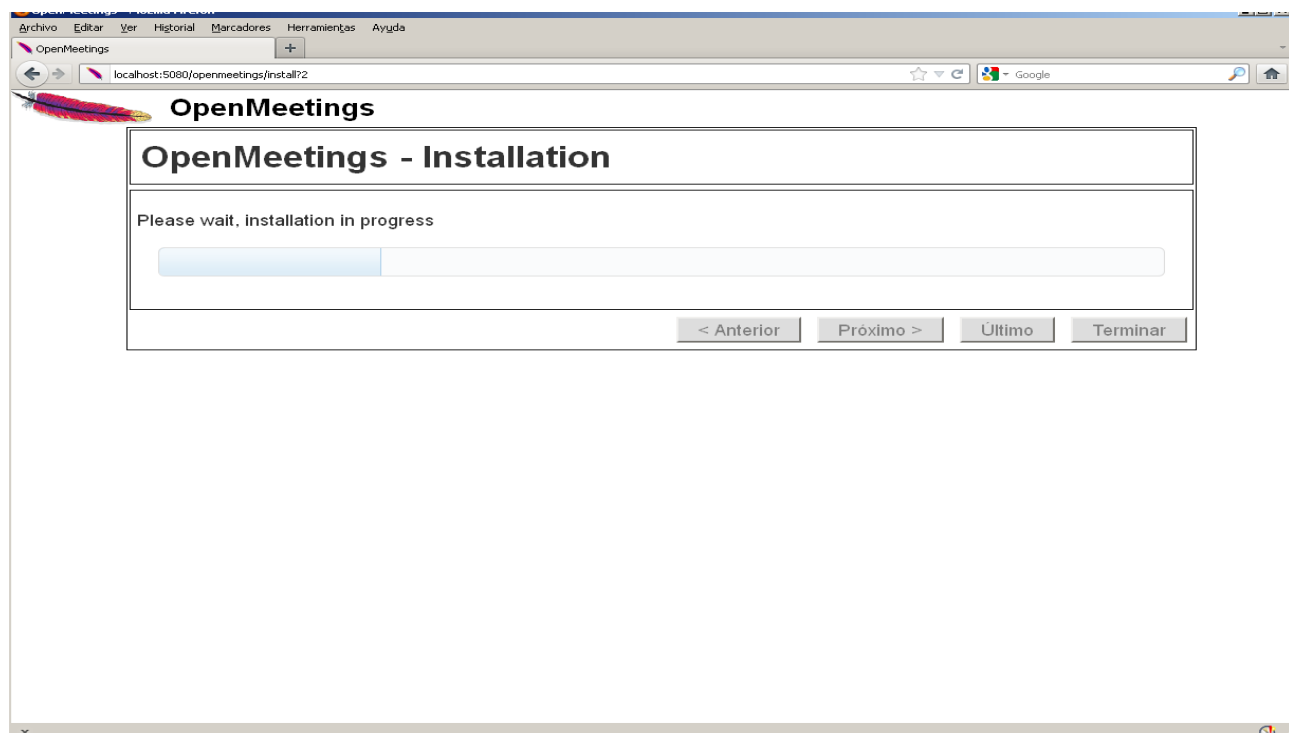 Archivo Editar Ver Historial Marcadores Herramientas Ayuda
OpenMeetings +
localhost:5080/openmeetings/install?2 Google
OpenMeetings
OpenMeetings - Installation
Please wait, installation in progress
< Anterior Próximo > Último Terminar